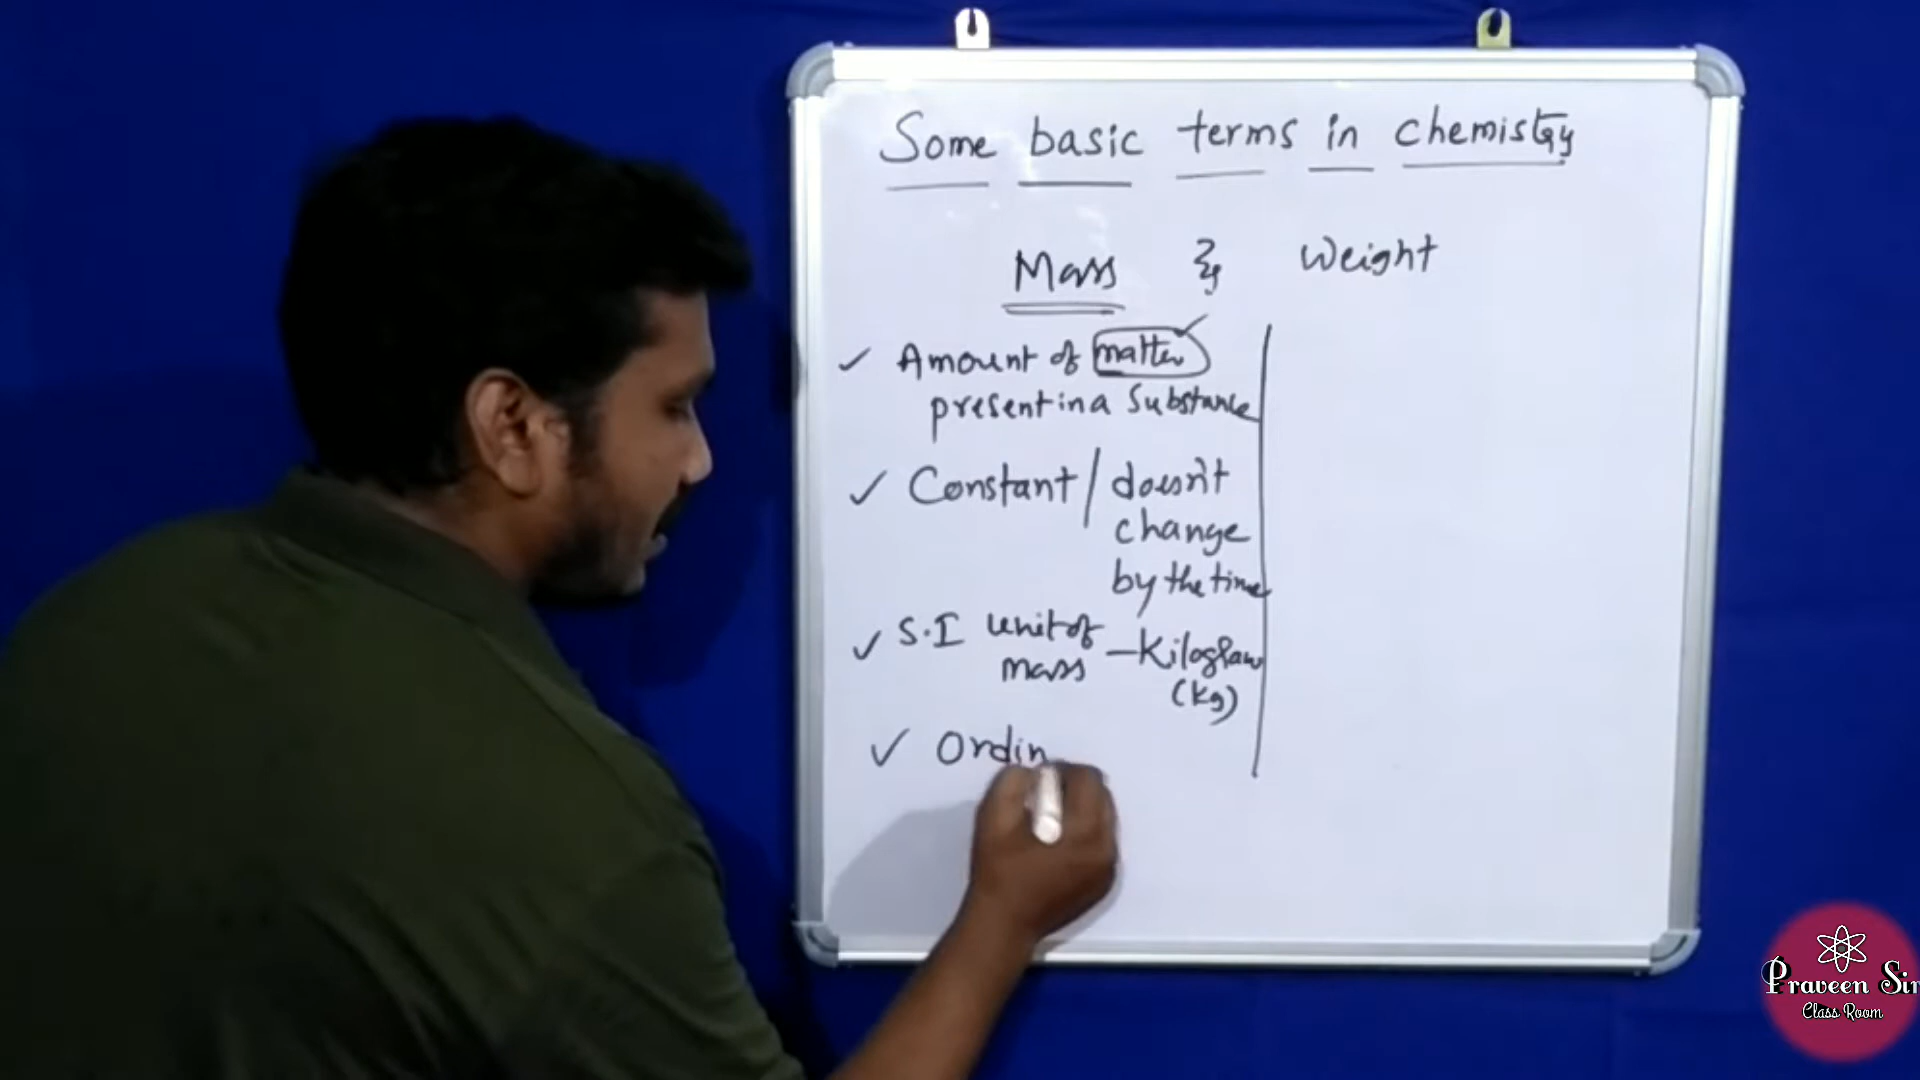 Some basic terms in chemistry
Mass & Weight
✓ Amount of matter
present in a Substance
✓ Constant / doesn't
change
by the time
✓ S.I unit of
mass – Kilogram
(kg)
✓ Ordin
Praveen Sir
Class Room